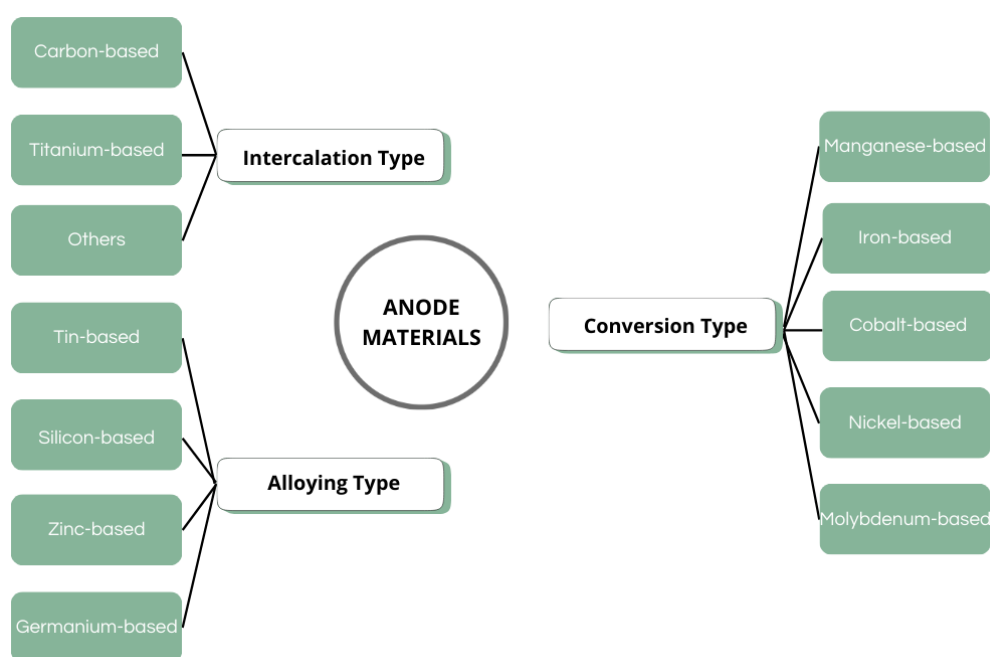 Carbon-based
Titanium-based
Others
Intercalation Type
Tin-based
Silicon-based
Zinc-based
Germanium-based
Alloying Type
ANODE
MATERIALS
Conversion Type
Manganese-based
Iron-based
Cobalt-based
Nickel-based
Molybdenum-based